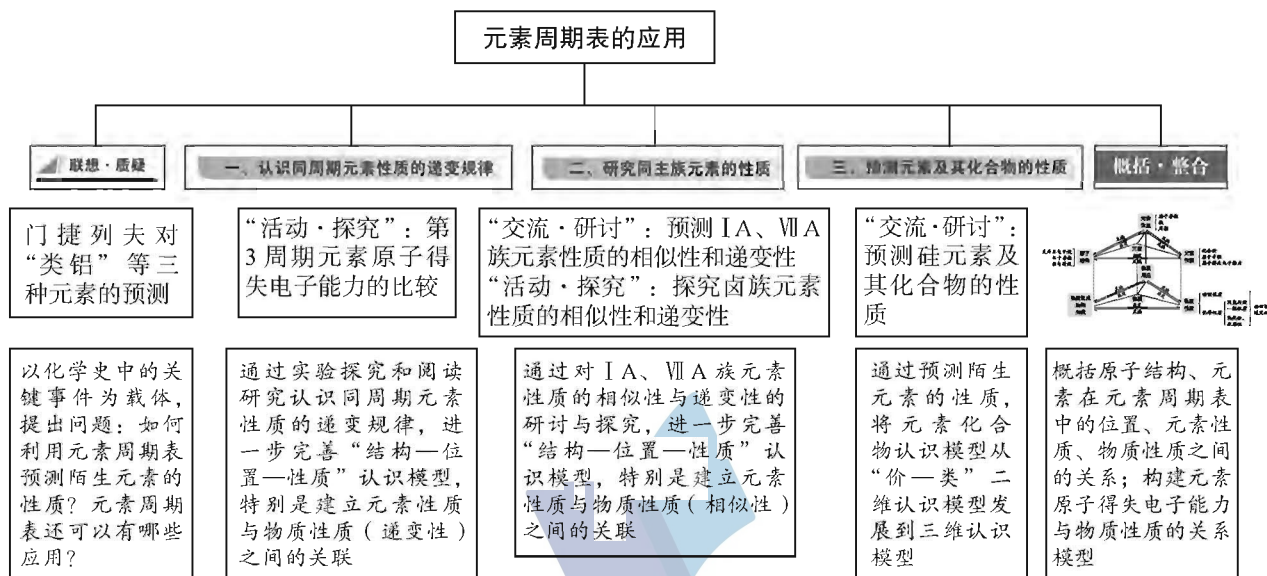 元素周期表的应用
联想·质疑
一、认识同周期元素性质的递变规律
二、研究同主族元素的性质
三、预测元素及其化合物的性质
概括·整合
门捷列夫对
“类铝”等三
种元素的预测
“活动·探究”：第
3周期元素原子得
失电子能力的比较
“交流·研讨”：预测ⅠA、ⅦA
族元素性质的相似性和递变性
“活动·探究”：探究卤族元素
性质的相似性和递变性
“交流·研讨”：
预测硅元素及
其化合物的性
质
以化学史中的关
键事件为载体，
提出问题：如何
利用元素周期表
预测陌生元素的
性质？元素周期
表还可以有哪些
应用？
通过实验探究和阅读
研究认识同周期元素
性质的递变规律，进
一步完善“结构—位
置—性质”认识模型，
特别是建立元素性质
与物质性质（递变性）
之间的关联
通过对ⅠA、ⅦA族元素
性质的相似性与递变性的
研讨与探究，进一步完善
“结构—位置—性质”认
识模型，特别是建立元素
性质与物质性质（相似性）
之间的关联
通过预测陌生
元素的性质，
将元素化合
物认识模型从
“价—类”二
维认识模型发
展到三维认识
模型
概括原子结构、元
素在元素周期表
中的位置、元素性
质、物质性质之间
的关系；构建元素
原子得失电子能力
与物质性质的关系
模型